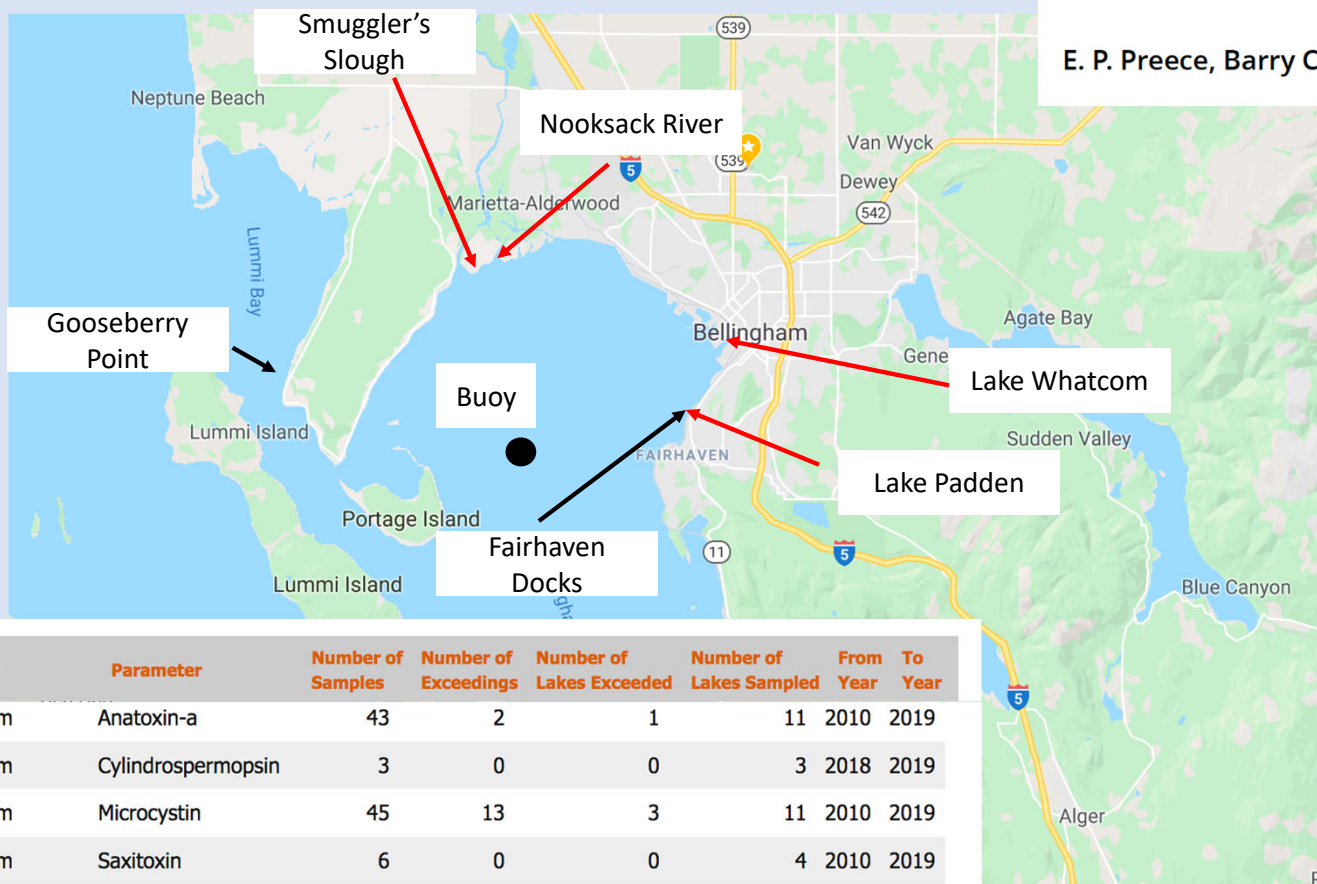 Smuggler's
Slough
539
E. P. Preece, Barry C
Neptune Beach
Nooksack River
Van Wyck
539
5
Dewey
Marietta-Alderwood
542
Lummi Bay
Gooseberry
Point
Agate Bay
Bellingham
Gene
Lake Whatcom
Buoy
Lummi Island
Sudden Valley
FAIRHAVEN
Lake Padden
Portage Island
Fairhaven
Docks
11
5
Lummi Island
Blue Canyon
Parameter
Number of Samples
Number of Exceedings
Number of Lakes Exceeded
Number of Lakes Sampled
From Year
To Year
5
m Anatoxin-a 43 2 1 11 2010 2019
m Cylindrospermopsin 3 0 0 3 2018 2019
m Microcystin 45 13 3 11 2010 2019
Alger
m Saxitoxin 6 0 0 4 2010 2019